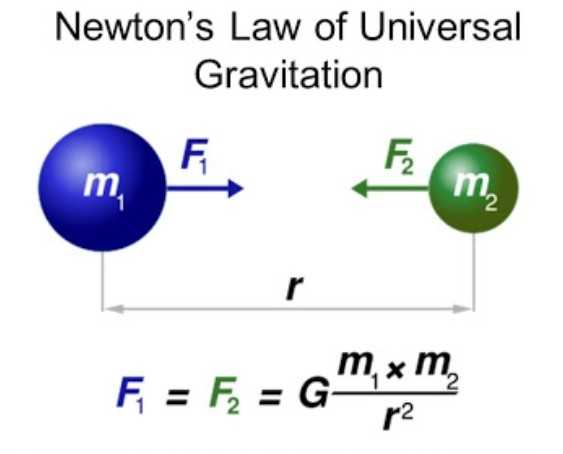 Newton's Law of Universal
Gravitation
F₁ F₂
m₁ m₂
r
F₁ = F₂ = G m₁ × m₂ / r²